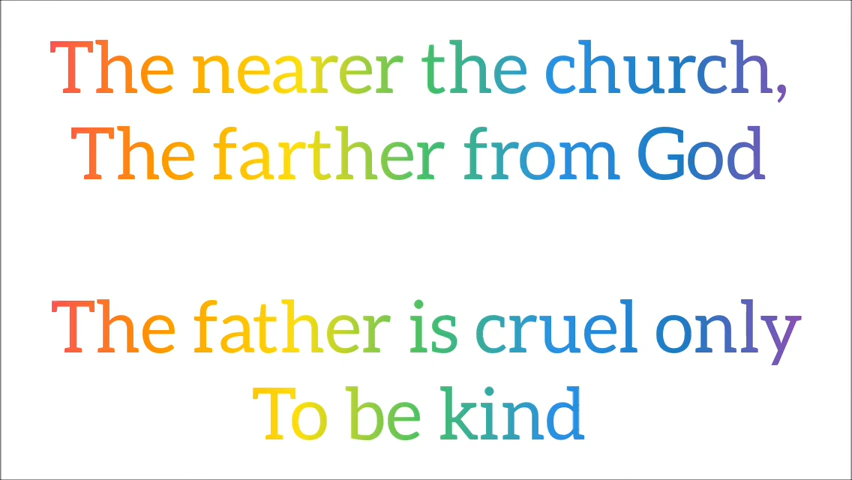 The nearer the church,
The farther from God
The father is cruel only
To be kind